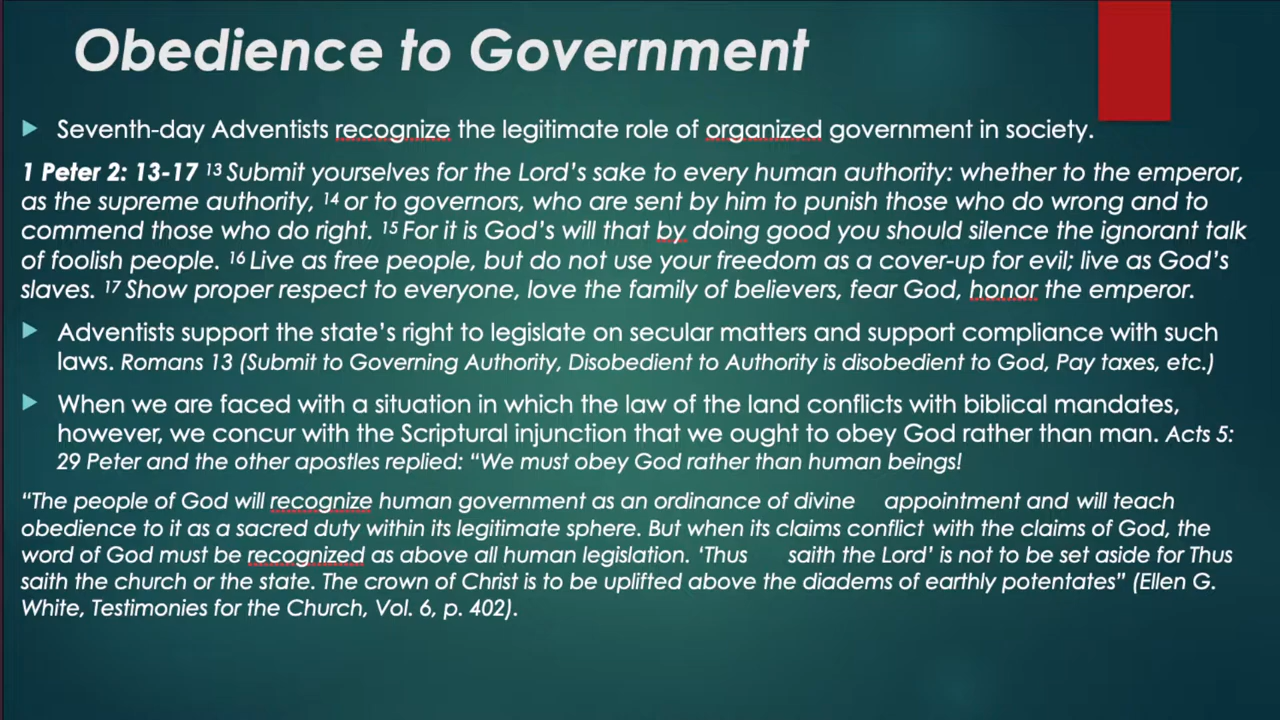 Obedience to Government
Seventh-day Adventists recognize the legitimate role of organized government in society.
1 Peter 2: 13-17 ¹³ Submit yourselves for the Lord’s sake to every human authority: whether to the emperor,
as the supreme authority, ¹⁴ or to governors, who are sent by him to punish those who do wrong and to
commend those who do right. ¹⁵ For it is God’s will that by doing good you should silence the ignorant talk
of foolish people. ¹⁶ Live as free people, but do not use your freedom as a cover-up for evil; live as God’s
slaves. ¹⁷ Show proper respect to everyone, love the family of believers, fear God, honor the emperor.
Adventists support the state’s right to legislate on secular matters and support compliance with such
laws. Romans 13 (Submit to Governing Authority, Disobedient to Authority is disobedient to God, Pay taxes, etc.)
When we are faced with a situation in which the law of the land conflicts with biblical mandates,
however, we concur with the Scriptural injunction that we ought to obey God rather than man. Acts 5:
29 Peter and the other apostles replied: “We must obey God rather than human beings!
“The people of God will recognize human government as an ordinance of divine appointment and will teach
obedience to it as a sacred duty within its legitimate sphere. But when its claims conflict with the claims of God, the
word of God must be recognized as above all human legislation. ‘Thus saith the Lord’ is not to be set aside for Thus
saith the church or the state. The crown of Christ is to be uplifted above the diadems of earthly potentates” (Ellen G.
White, Testimonies for the Church, Vol. 6, p. 402).